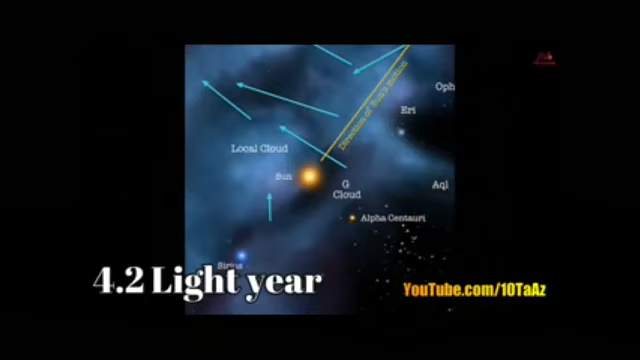 Oph
Direction of Sun's motion
Eri
Local Cloud
Sun
G
Cloud
Aql
Alpha Centauri
Sirius
4.2 Light year
YouTube.com/10TaAz